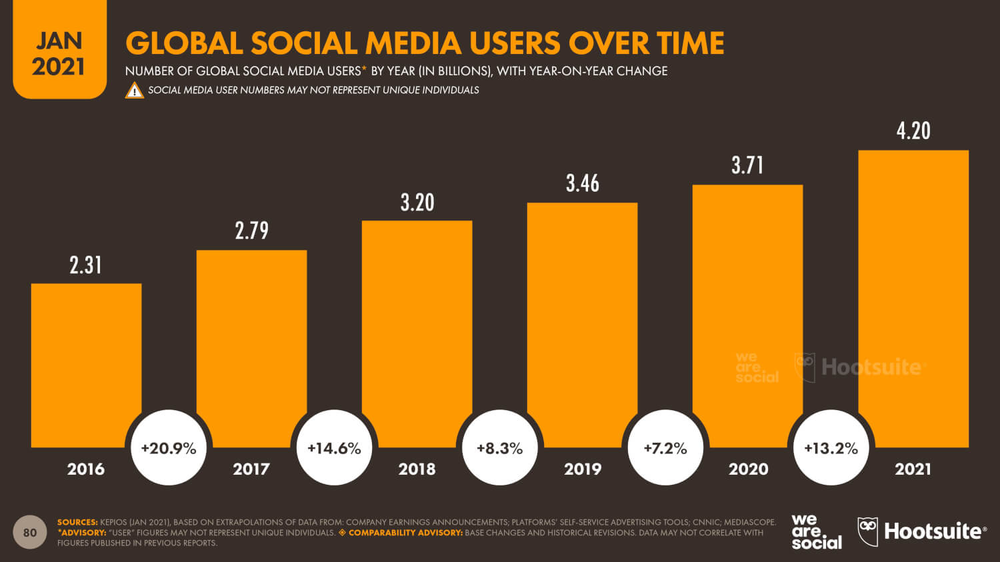 JAN
2021
GLOBAL SOCIAL MEDIA USERS OVER TIME
NUMBER OF GLOBAL SOCIAL MEDIA USERS* BY YEAR (IN BILLIONS), WITH YEAR-ON-YEAR CHANGE
! SOCIAL MEDIA USER NUMBERS MAY NOT REPRESENT UNIQUE INDIVIDUALS
2.31
2.79
3.20
3.46
3.71
4.20
we
are.
social
Hootsuite®
+20.9%
+14.6%
+8.3%
+7.2%
+13.2%
2016
2017
2018
2019
2020
2021
80
SOURCES: KEPIOS (JAN 2021), BASED ON EXTRAPOLATIONS OF DATA FROM: COMPANY EARNINGS ANNOUNCEMENTS; PLATFORMS' SELF-SERVICE ADVERTISING TOOLS; CNNIC; MEDIASCOPE.
*ADVISORY: "USER" FIGURES MAY NOT REPRESENT UNIQUE INDIVIDUALS. ◈ COMPARABILITY ADVISORY: BASE CHANGES AND HISTORICAL REVISIONS. DATA MAY NOT CORRELATE WITH
FIGURES PUBLISHED IN PREVIOUS REPORTS.
we
are.
social
Hootsuite®